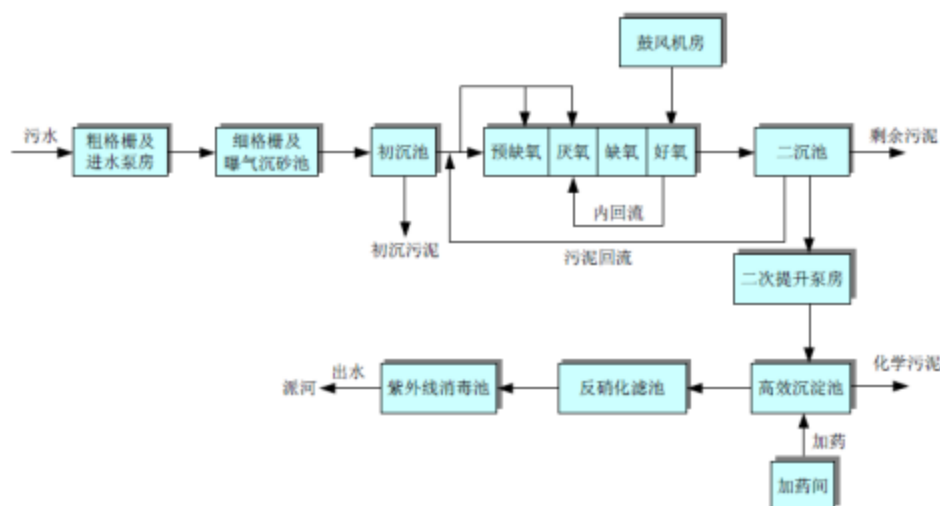 鼓风机房
污水
粗格栅及
进水泵房
细格栅及
曝气沉砂池
初沉池
预缺氧
厌氧
缺氧
好氧
二沉池
剩余污泥
内回流
初沉污泥
污泥回流
二次提升泵房
派河
出水
紫外线消毒池
反硝化滤池
高效沉淀池
化学污泥
加药
加药间